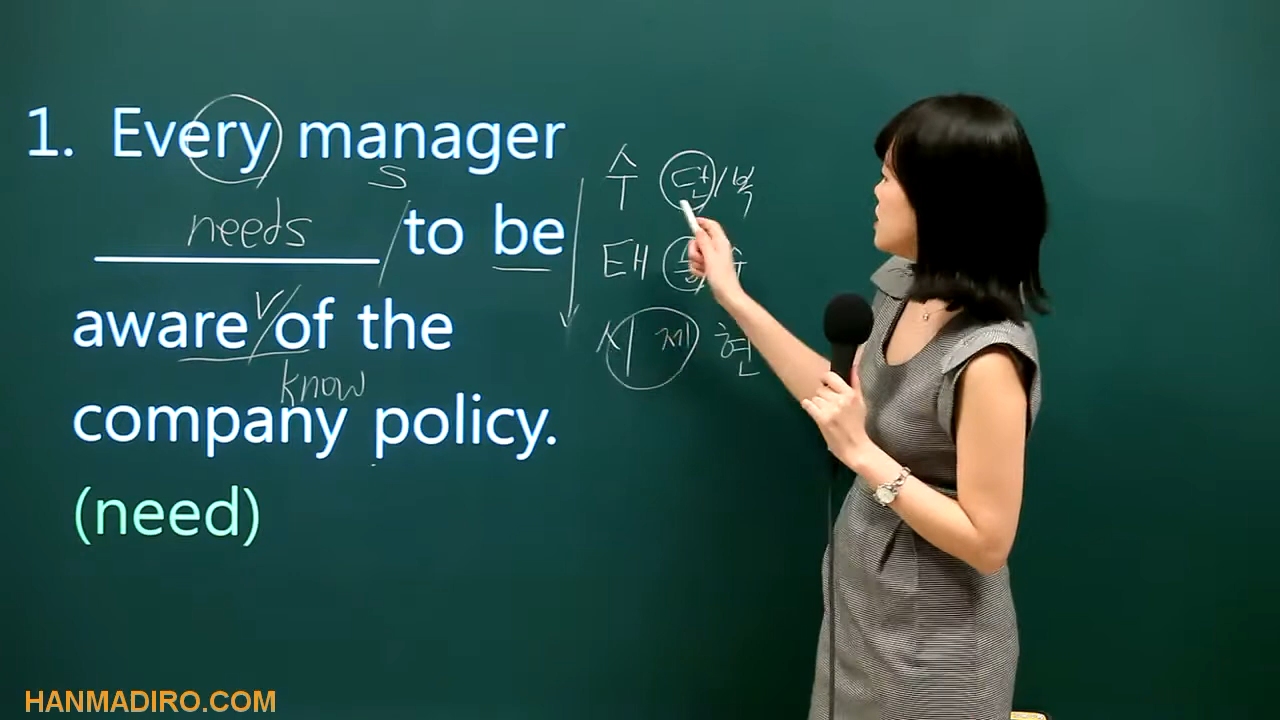 1. Every manager
s
needs to be
aware of the
know
company policy.
(need)
수 단/복
태 능
시 제 현
HANMADIRO.COM